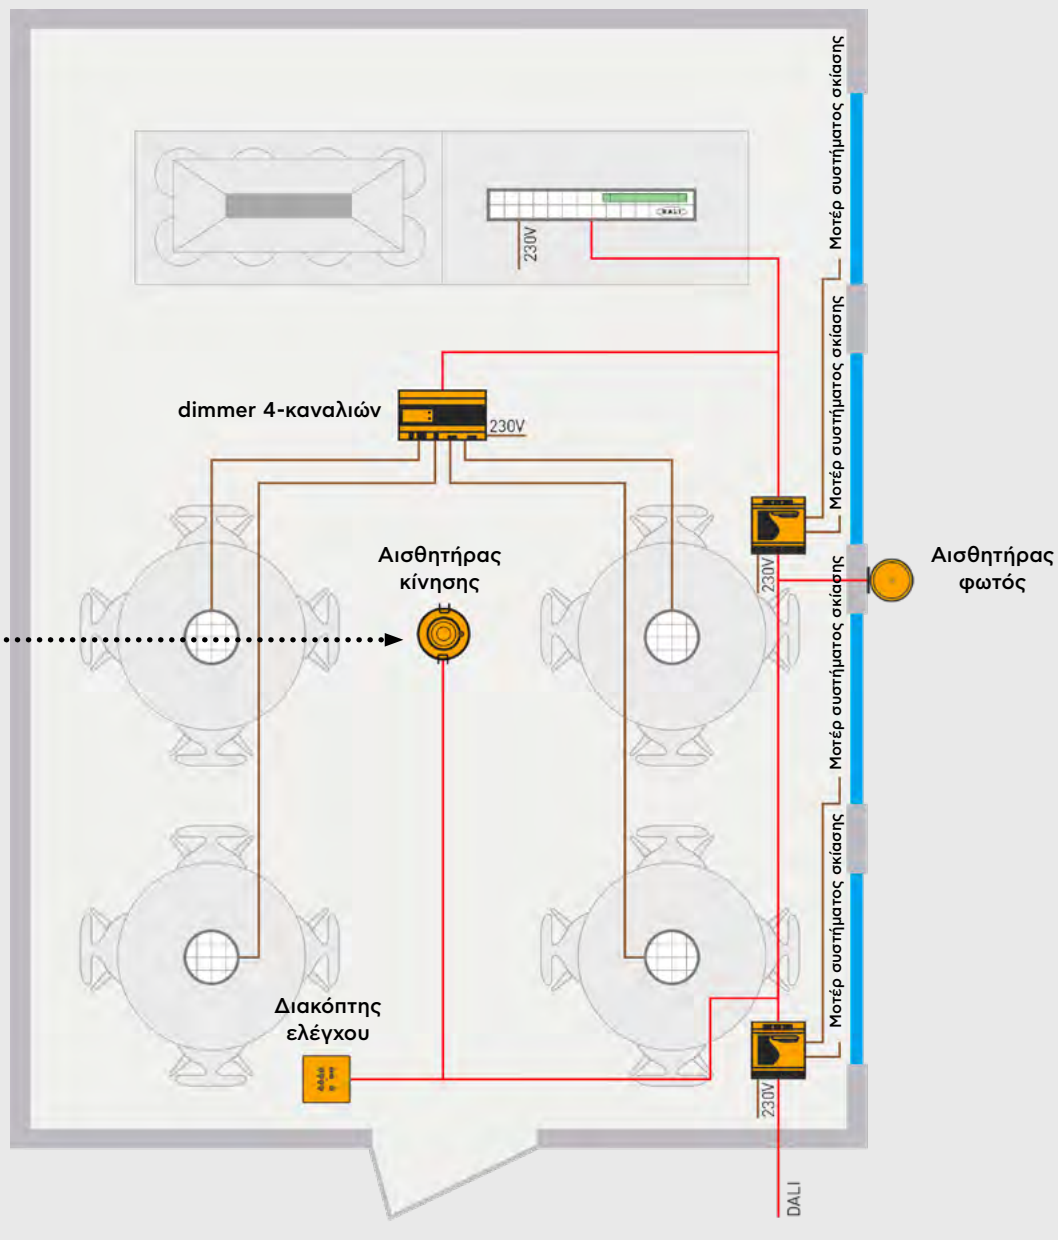 Μοτέρ συστήματος σκίασης
DALI
230V
Μοτέρ συστήματος σκίασης
dimmer 4-καναλιών
230V
Αισθητήρας
κίνησης
230V
Αισθητήρας
φωτός
Μοτέρ συστήματος σκίασης
Μοτέρ συστήματος σκίασης
Διακόπτης
ελέγχου
230V
DALI